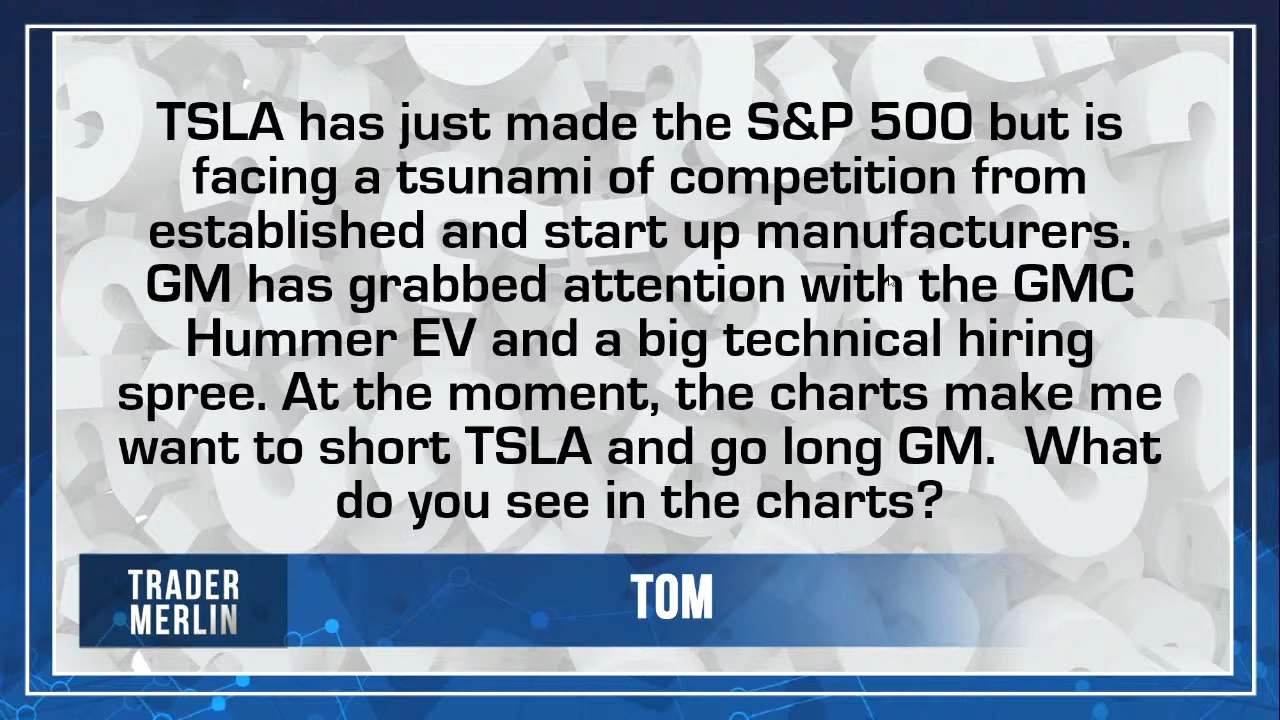 TSLA has just made the S&P 500 but is
facing a tsunami of competition from
established and start up manufacturers.
GM has grabbed attention with the GMC
Hummer EV and a big technical hiring
spree. At the moment, the charts make me
want to short TSLA and go long GM.  What
do you see in the charts?
TRADER
MERLIN
TOM